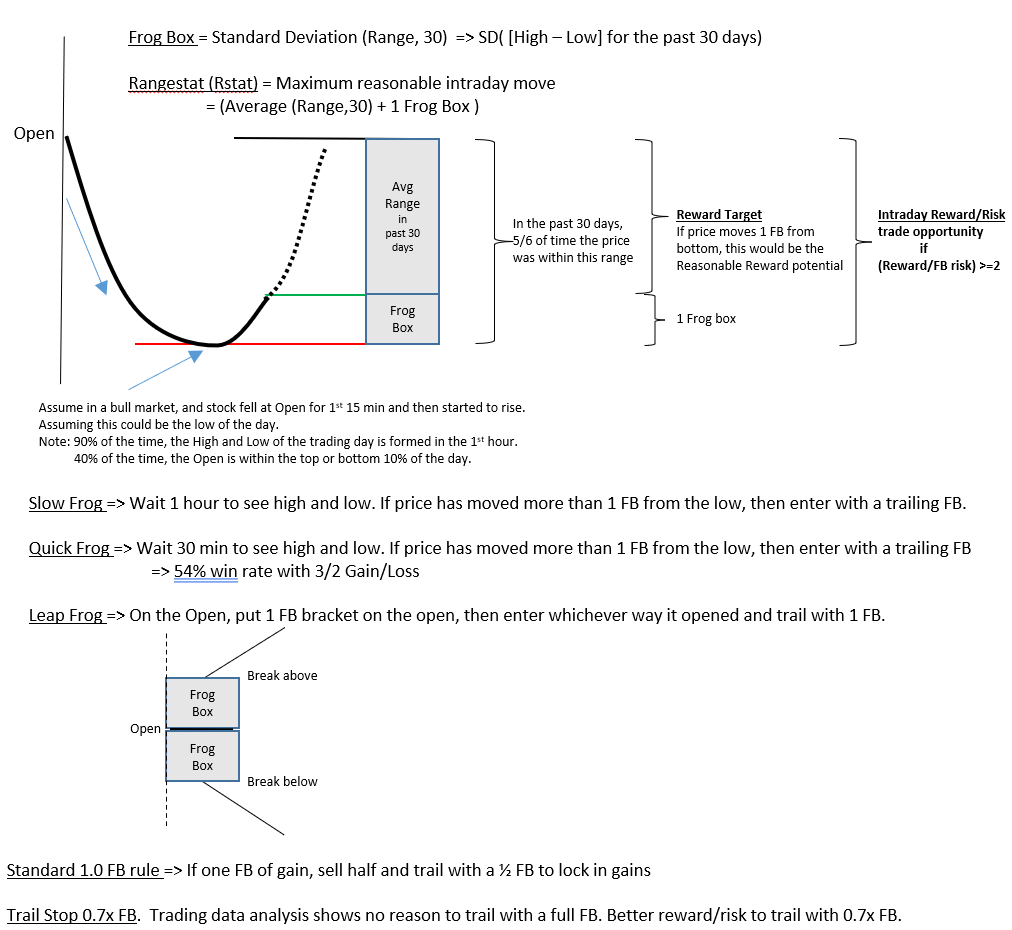 Frog Box = Standard Deviation (Range, 30)  => SD( [High – Low] for the past 30 days)
Rangestat (Rstat) = Maximum reasonable intraday move
= (Average (Range,30) + 1 Frog Box )
Open
Avg
Range
in
past 30
days
Frog
Box
In the past 30 days,
5/6 of time the price
was within this range
Reward Target
If price moves 1 FB from
bottom, this would be the
Reasonable Reward potential
1 Frog box
Intraday Reward/Risk
trade opportunity
if
(Reward/FB risk) >=2
Assume in a bull market, and stock fell at Open for 1st 15 min and then started to rise.
Assuming this could be the low of the day.
Note: 90% of the time, the High and Low of the trading day is formed in the 1st hour.
40% of the time, the Open is within the top or bottom 10% of the day.
Slow Frog => Wait 1 hour to see high and low. If price has moved more than 1 FB from the low, then enter with a trailing FB.
Quick Frog => Wait 30 min to see high and low. If price has moved more than 1 FB from the low, then enter with a trailing FB
=> 54% win rate with 3/2 Gain/Loss
Leap Frog => On the Open, put 1 FB bracket on the open, then enter whichever way it opened and trail with 1 FB.
Break above
Frog
Box
Open
Frog
Box
Break below
Standard 1.0 FB rule => If one FB of gain, sell half and trail with a ½ FB to lock in gains
Trail Stop 0.7x FB.  Trading data analysis shows no reason to trail with a full FB. Better reward/risk to trail with 0.7x FB.